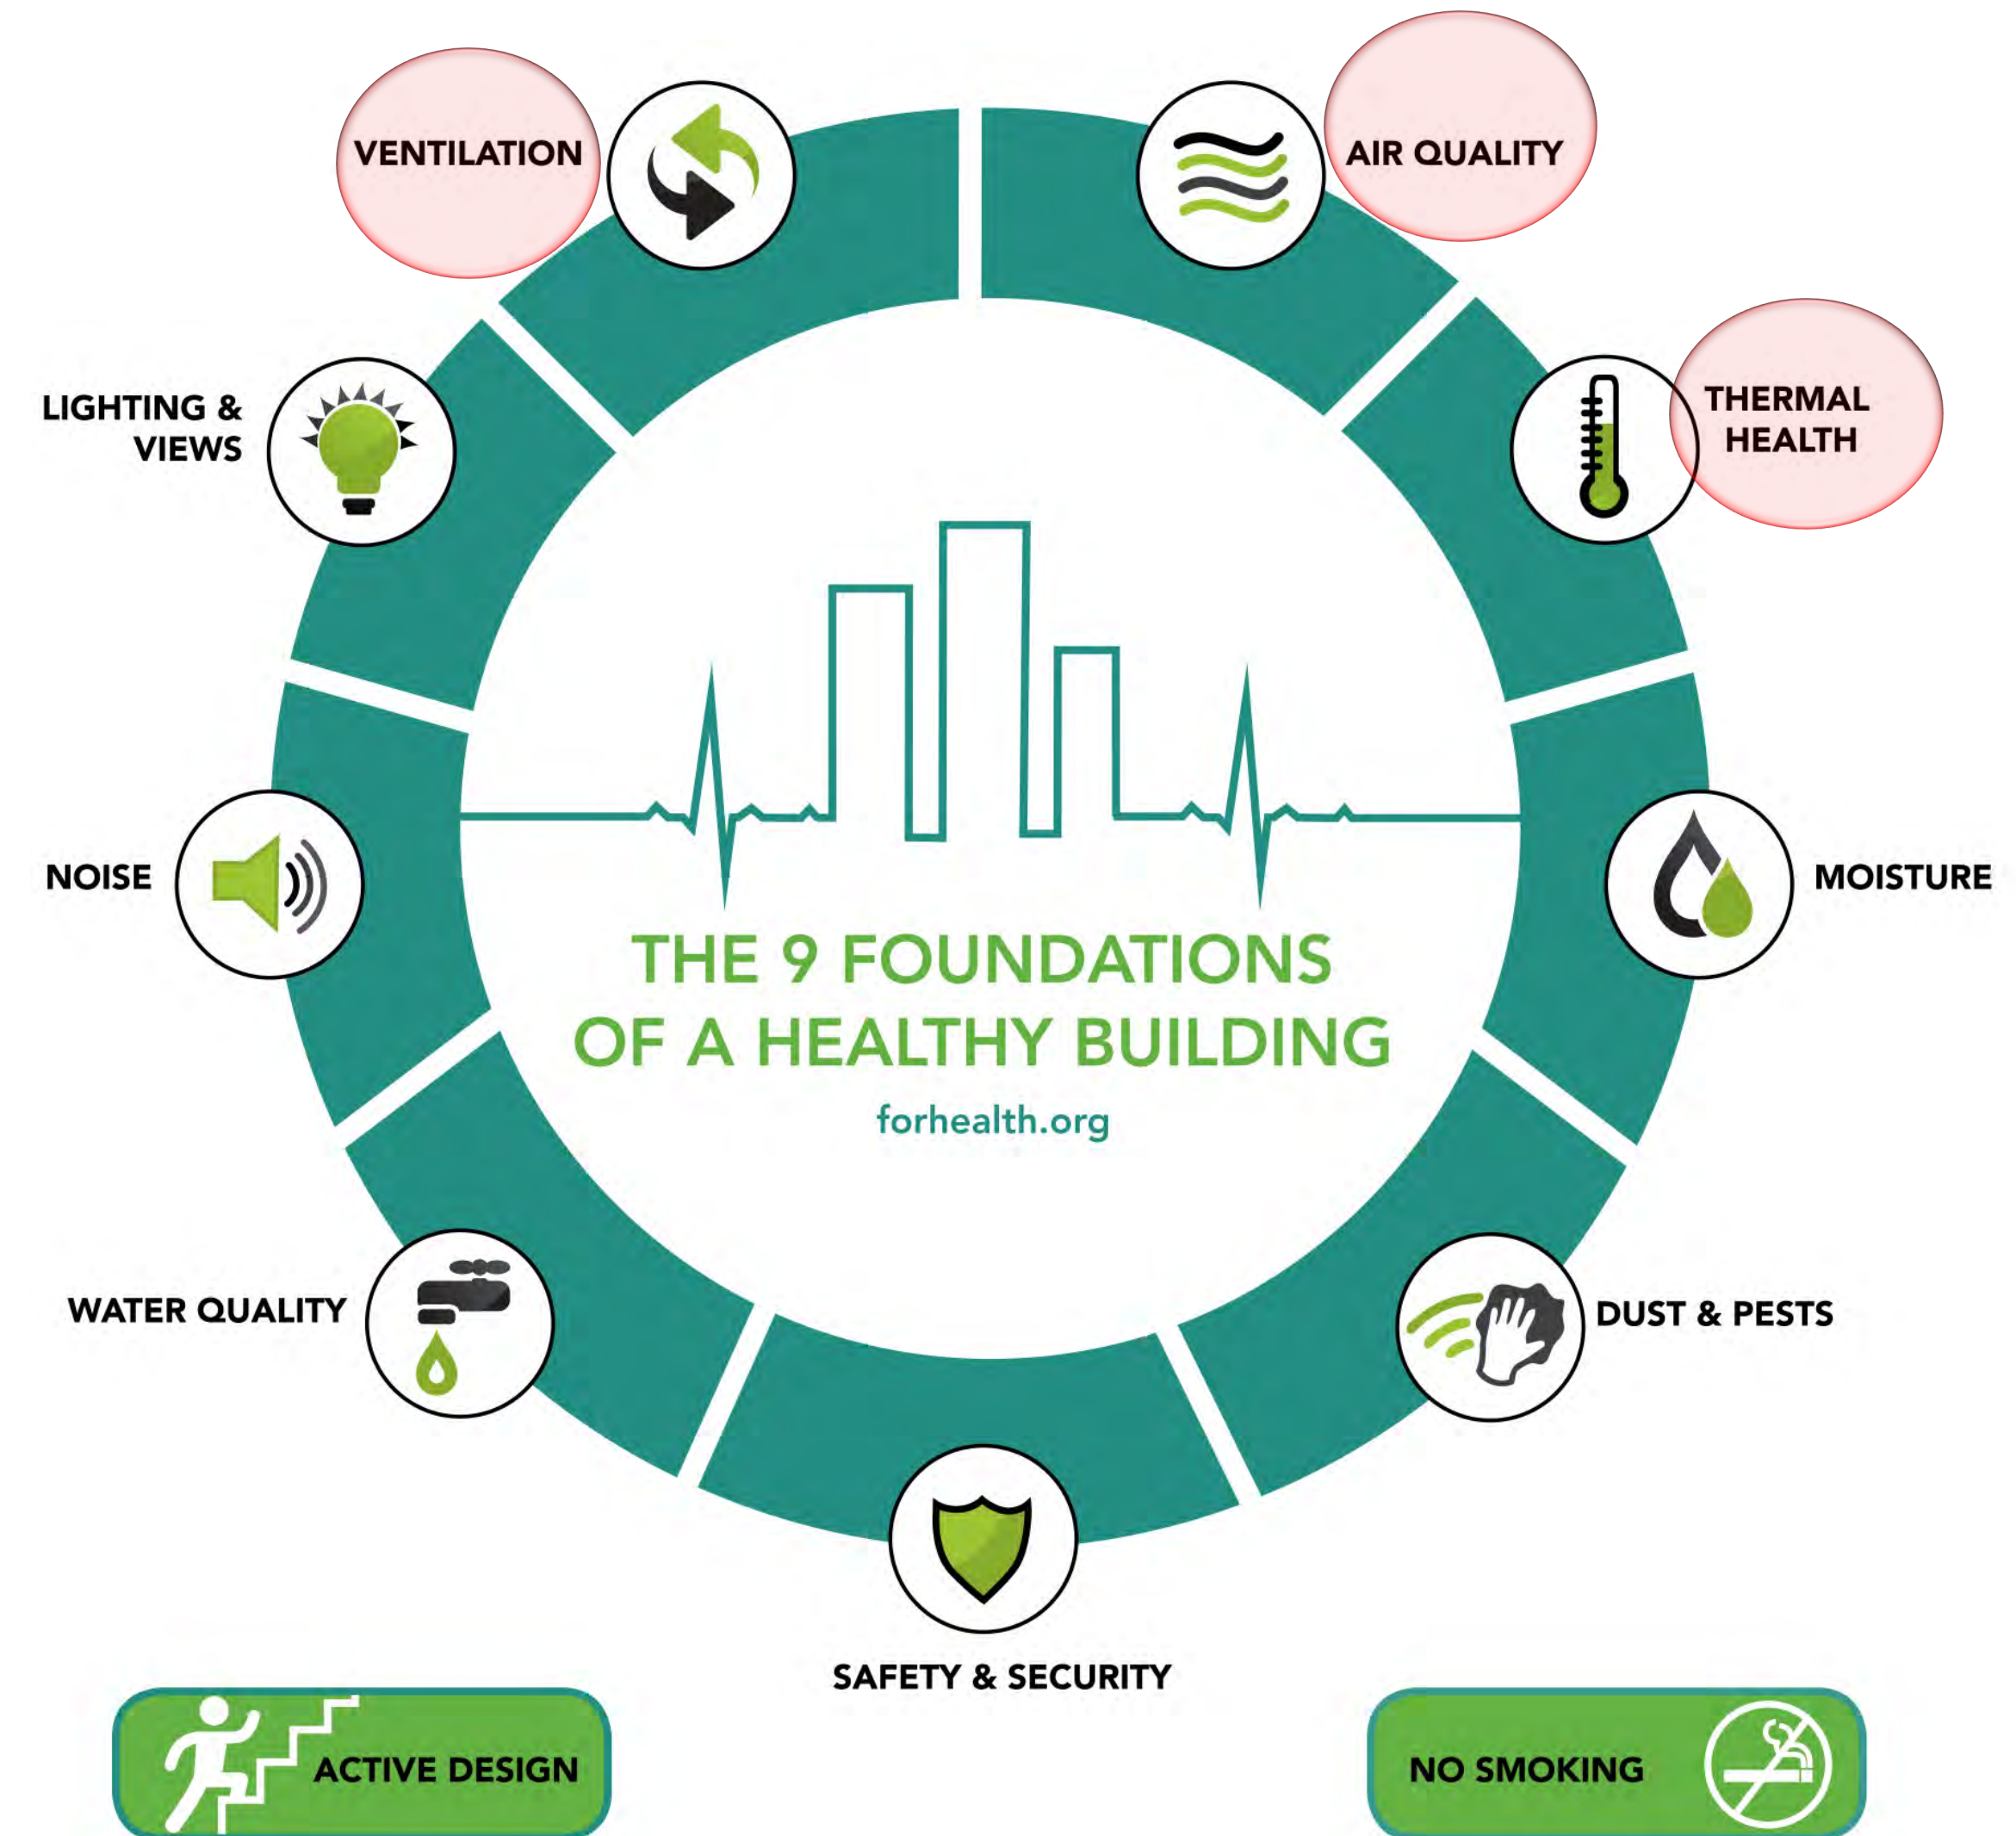 VENTILATION
AIR QUALITY
LIGHTING &
VIEWS
THERMAL
HEALTH
NOISE
MOISTURE
THE 9 FOUNDATIONS
OF A HEALTHY BUILDING
forhealth.org
WATER QUALITY
DUST & PESTS
SAFETY & SECURITY
ACTIVE DESIGN
NO SMOKING